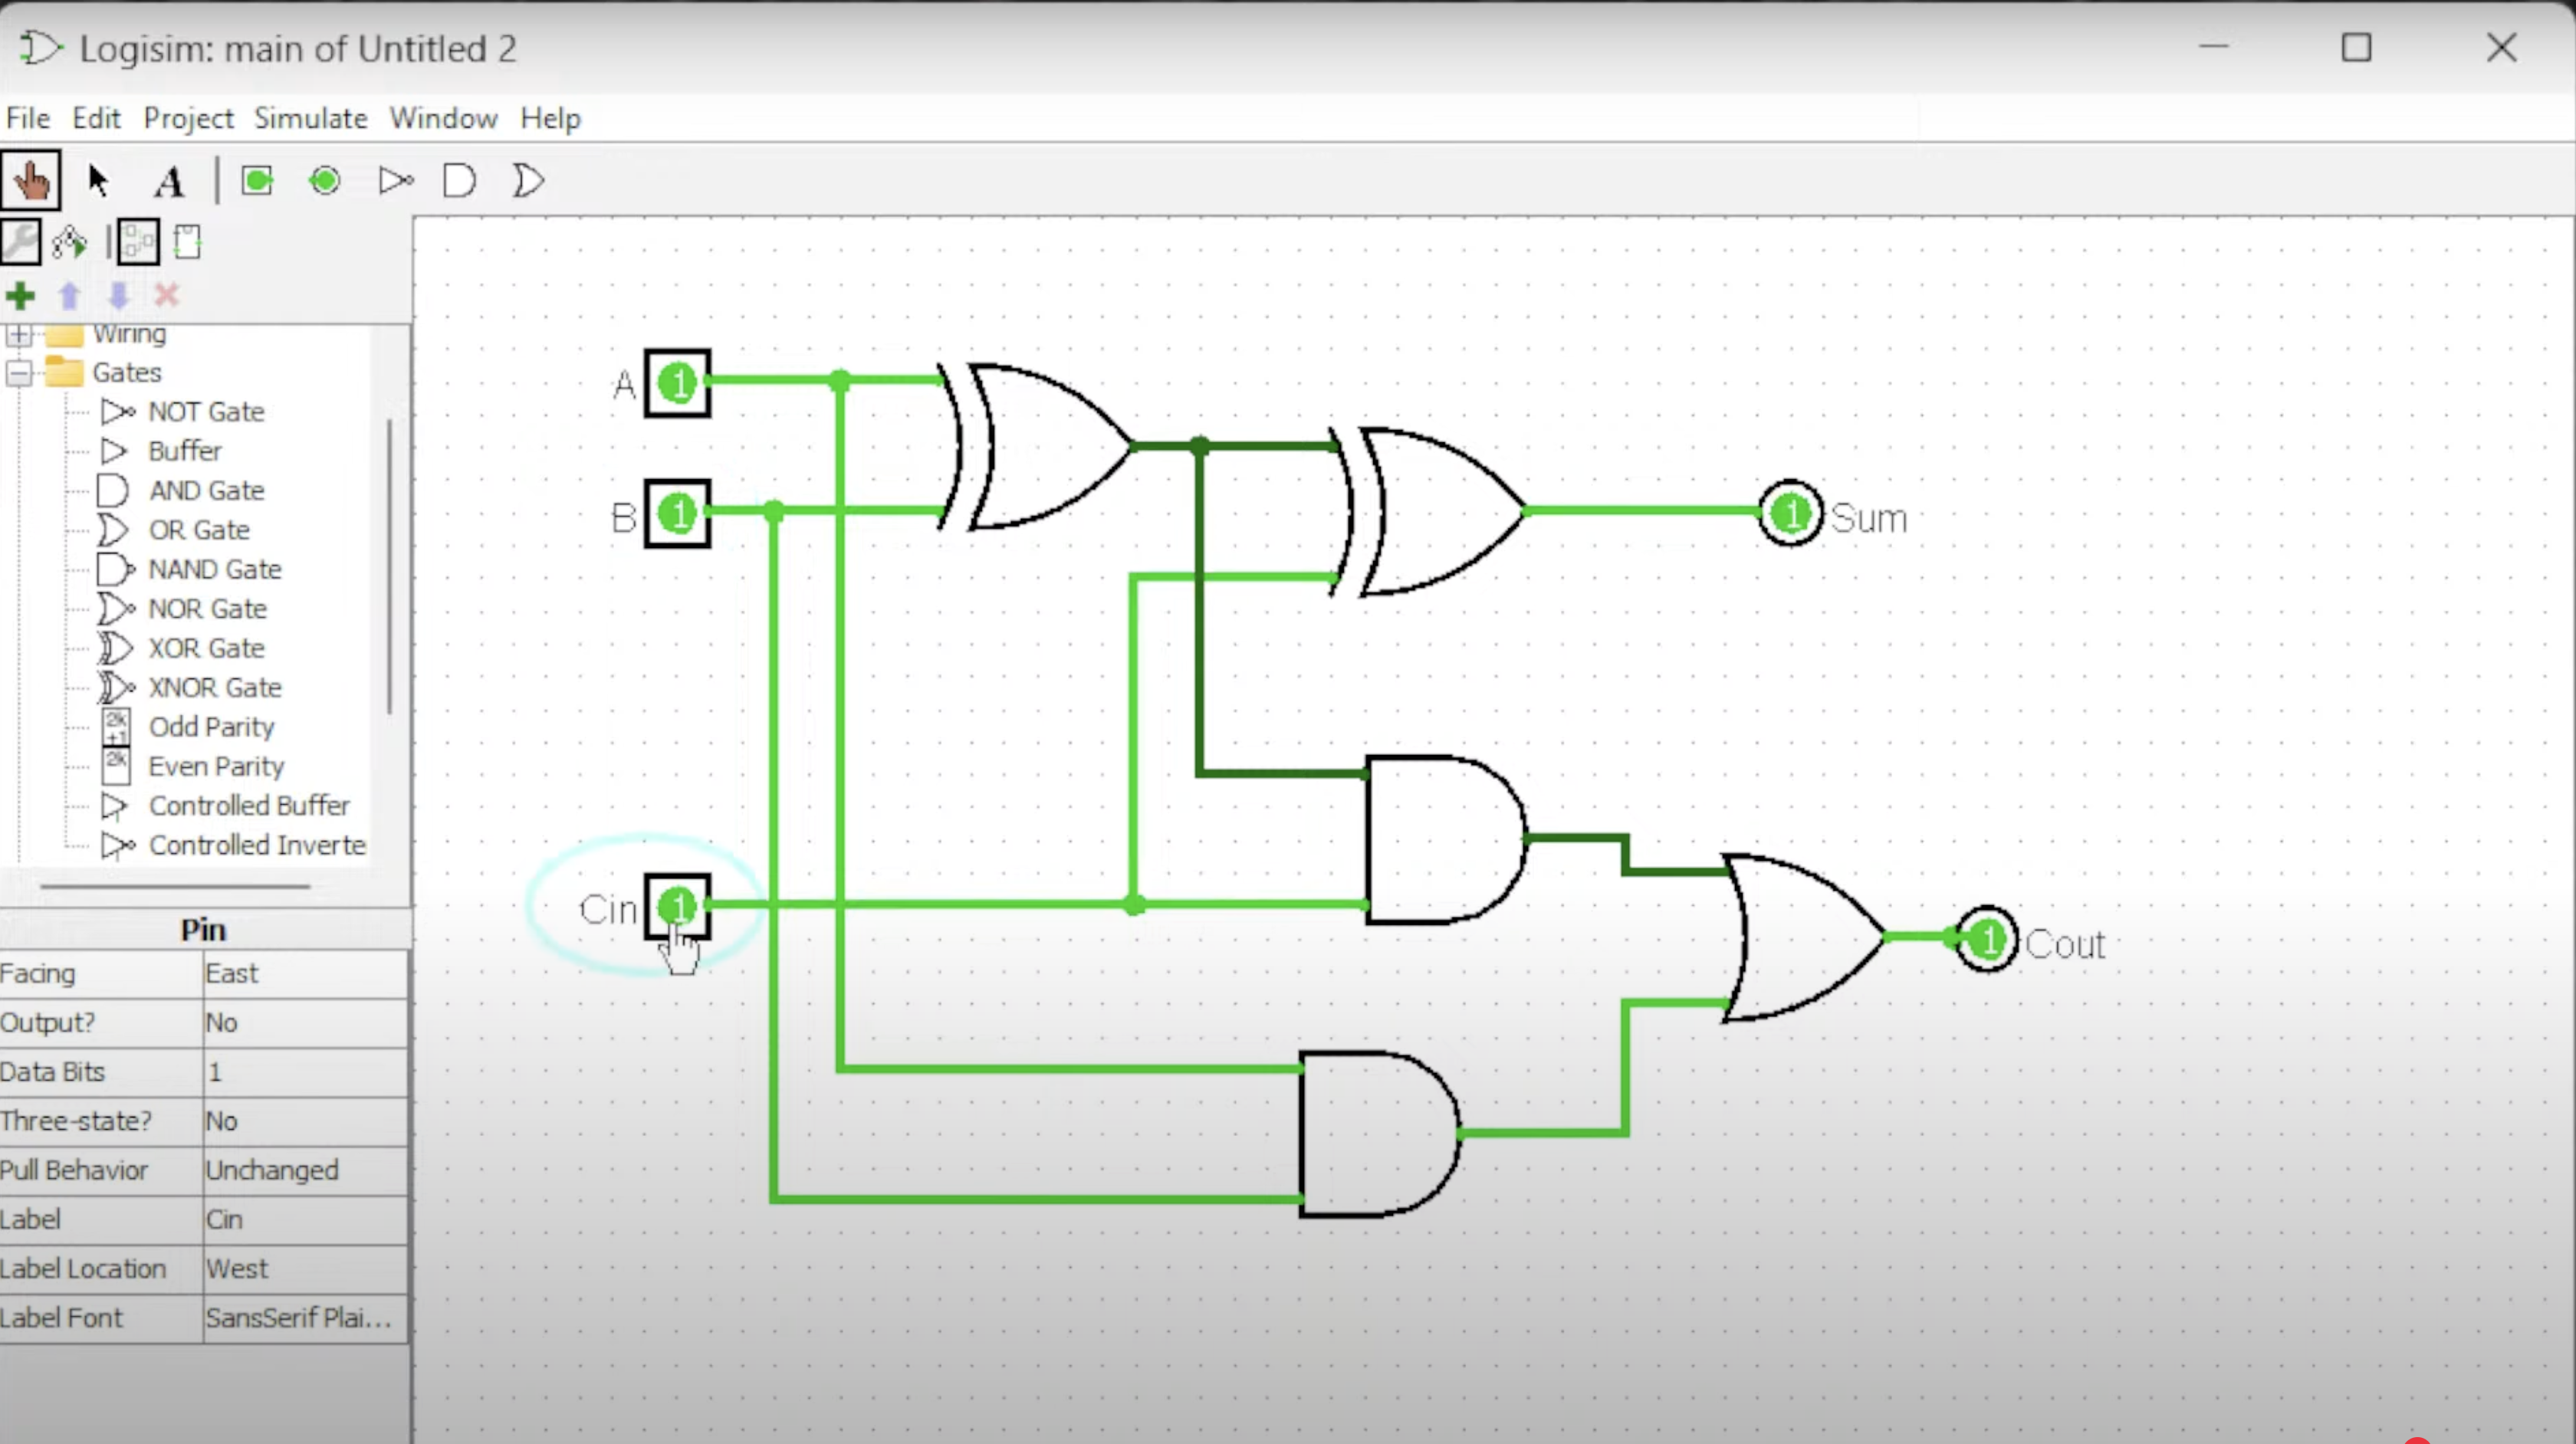 Logisim: main of Untitled 2
File Edit Project Simulate Window Help
A
Wiring
Gates
NOT Gate
Buffer
AND Gate
OR Gate
NAND Gate
NOR Gate
XOR Gate
XNOR Gate
2k
+1
Odd Parity
2k
Even Parity
Controlled Buffer
Controlled Inverte
Pin
Facing East
Output? No
Data Bits 1
Three-state? No
Pull Behavior Unchanged
Label Cin
Label Location West
Label Font SansSerif Plai...
A 1
B 1
1 Sum
Cin 1
1 Cout